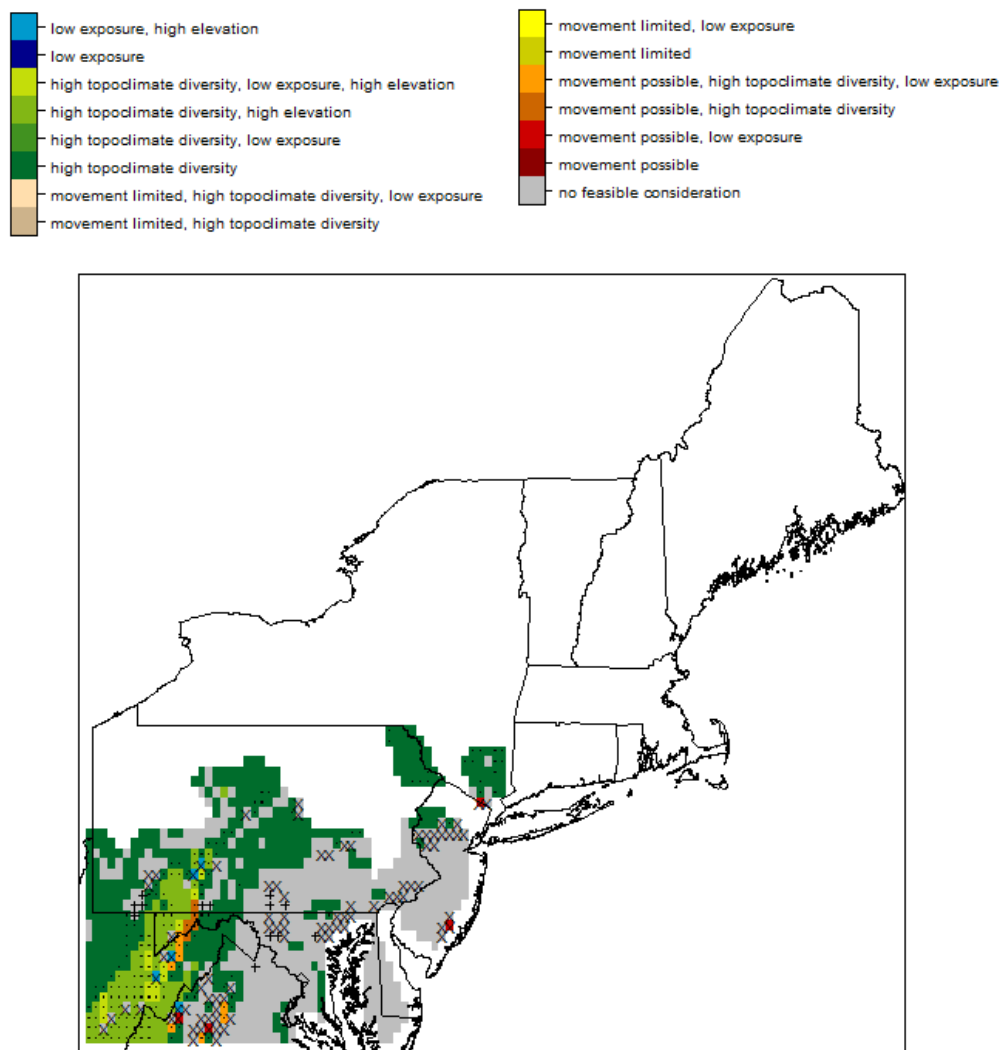 low exposure, high elevation
low exposure
high topoclimate diversity, low exposure, high elevation
high topoclimate diversity, high elevation
high topoclimate diversity, low exposure
high topoclimate diversity
movement limited, high topoclimate diversity, low exposure
movement limited, high topoclimate diversity
movement limited, low exposure
movement limited
movement possible, high topoclimate diversity, low exposure
movement possible, high topoclimate diversity
movement possible, low exposure
movement possible
no feasible consideration